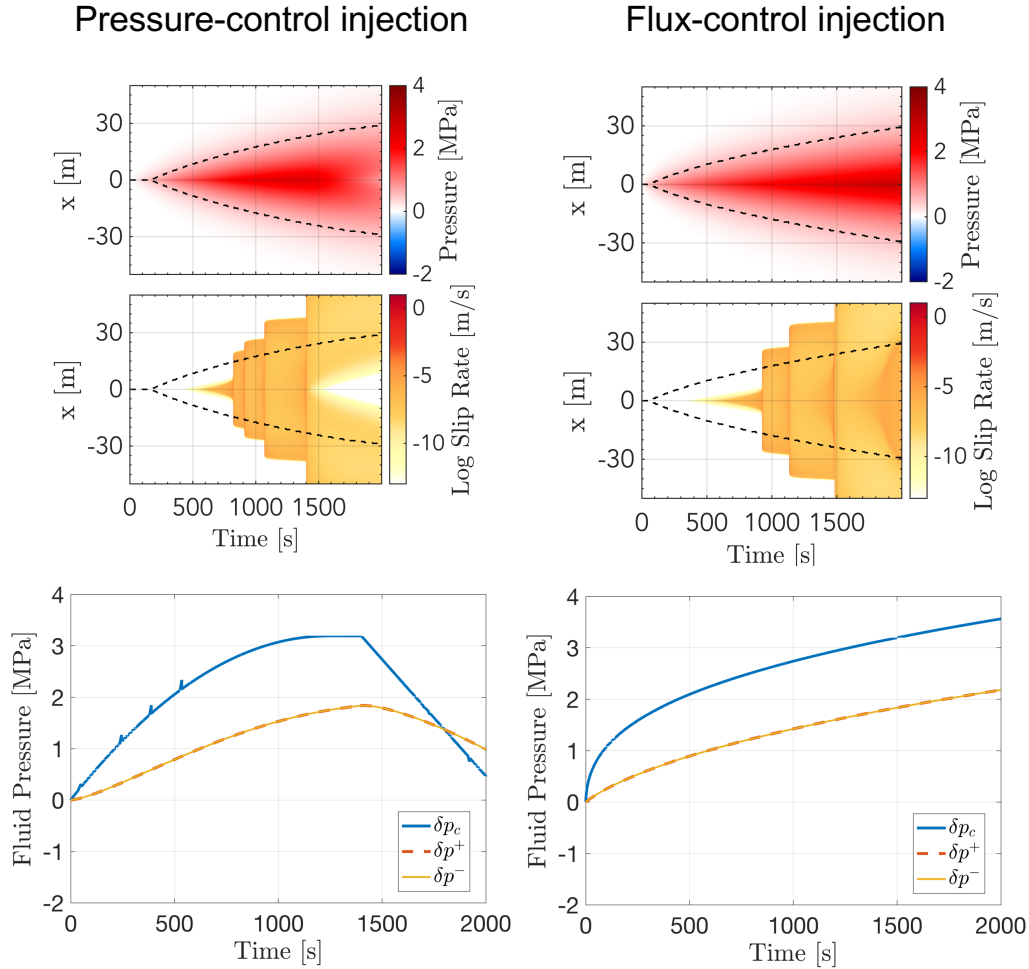 Pressure-control injection
Flux-control injection
x [m]
30
0
-30
4
2
0
-2
Pressure [MPa]
x [m]
30
0
-30
4
2
0
-2
Pressure [MPa]
x [m]
30
0
-30
0
-5
-10
Log Slip Rate [m/s]
0 500 1000 1500
Time [s]
x [m]
30
0
-30
0
-5
-10
Log Slip Rate [m/s]
0 500 1000 1500
Time [s]
Fluid Pressure [MPa]
4
3
2
1
0
-1
-2
δp_c
δp⁺
δp⁻
0 500 1000 1500 2000
Time [s]
Fluid Pressure [MPa]
4
3
2
1
0
-1
-2
δp_c
δp⁺
δp⁻
0 500 1000 1500 2000
Time [s]